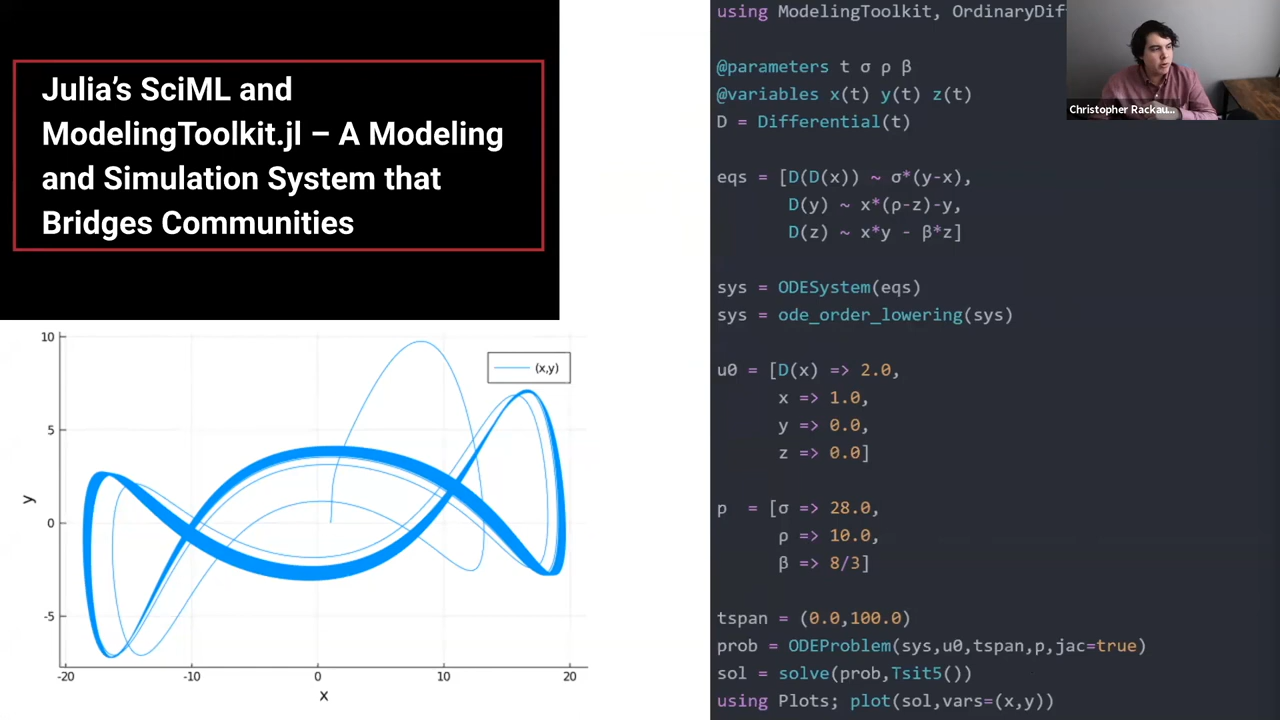 Julia’s SciML and
ModelingToolkit.jl – A Modeling
and Simulation System that
Bridges Communities
10
5
0
-5
-20
-10
0
10
20
x
y
(x,y)
using ModelingToolkit, OrdinaryDif
@parameters t σ ρ β
@variables x(t) y(t) z(t)
D = Differential(t)
eqs = [D(D(x)) ~ σ*(y-x),
D(y) ~ x*(ρ-z)-y,
D(z) ~ x*y - β*z]
sys = ODESystem(eqs)
sys = ode_order_lowering(sys)
u0 = [D(x) => 2.0,
x => 1.0,
y => 0.0,
z => 0.0]
p = [σ => 28.0,
ρ => 10.0,
β => 8/3]
tspan = (0.0,100.0)
prob = ODEProblem(sys,u0,tspan,p,jac=true)
sol = solve(prob,Tsit5())
using Plots; plot(sol,vars=(x,y))
Christopher Rackau...